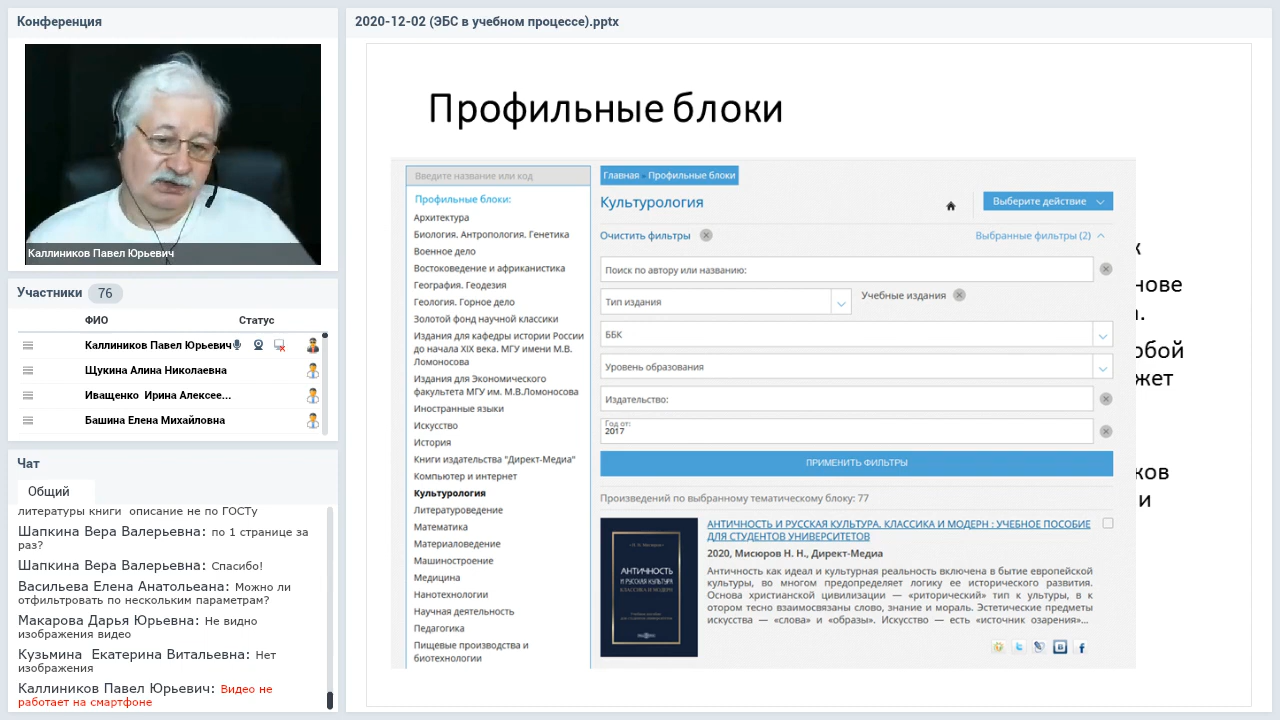 Конференция
Каллиников Павел Юрьевич
Участники 76
ФИО Статус
Каллиников Павел Юрьевич
Щукина Алина Николаевна
Иващенко Ирина Алексее...
Башина Елена Михайловна
Чат
Общий
литературы книги описание не по ГОСТу
Шапкина Вера Валерьевна: по 1 странице за
раз?
Шапкина Вера Валерьевна: Спасибо!
Васильева Елена Анатольеана: Можно ли
отфильтровать по нескольким параметрам?
Макарова Дарья Юрьевна: Не видно
изображения видео
Кузьмина Екатерина Витальевна: Нет
изображения
Каллиников Павел Юрьевич: Видео не
работает на смартфоне
2020-12-02 (ЭБС в учебном процессе).pptx
Профильные блоки
Введите название или код
Профильные блоки:
Архитектура
Биология. Антропология. Генетика
Военное дело
Востоковедение и африканистика
География. Геодезия
Геология. Горное дело
Золотой фонд научной классики
Издания для кафедры истории России
до начала XIX века. МГУ имени М.В.
Ломоносова
Издания для Экономического
факультета МГУ им. М.В.Ломоносова
Иностранные языки
Искусство
История
Книги издательства "Директ-Медиа"
Компьютер и интернет
Культурология
Литературоведение
Математика
Материаловедение
Машиностроение
Медицина
Нанотехнологии
Научная деятельность
Педагогика
Пищевые производства и
биотехнологии
Главная » Профильные блоки
Культурология
Выберите действие
Очистить фильтры
Выбранные фильтры (2)
Поиск по автору или названию:
Тип издания
Учебные издания
ББК
Уровень образования
Издательство:
Год от:
2017
ПРИМЕНИТЬ ФИЛЬТРЫ
Произведений по выбранному тематическому блоку: 77
АНТИЧНОСТЬ
И РУССКАЯ КУЛЬТУРА
КЛАССИКА И МОДЕРН
АНТИЧНОСТЬ И РУССКАЯ КУЛЬТУРА. КЛАССИКА И МОДЕРН : УЧЕБНОЕ ПОСОБИЕ
ДЛЯ СТУДЕНТОВ УНИВЕРСИТЕТОВ
2020, Мисюров Н. Н., Директ-Медиа
Античность как идеал и культурная реальность включена в бытие европейской
культуры, во многом предопределяет логику ее исторического развития.
Основа христианской цивилизации — «риторический» тип к ультуры, в к
отором тесно взаимосвязаны слово, знание и мораль. Эстетические предметы
искусства — «слова» и «образы». Искусство — есть «источник озарения»...
к
нове
а.
обой
жет
ков
и